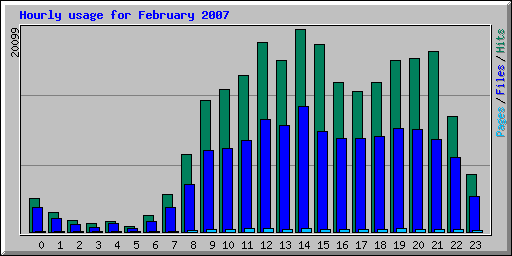 Hourly usage for February 2007
20099
Pages / Files / Hits
0 1 2 3 4 5 6 7 8 9 10 11 12 13 14 15 16 17 18 19 20 21 22 23